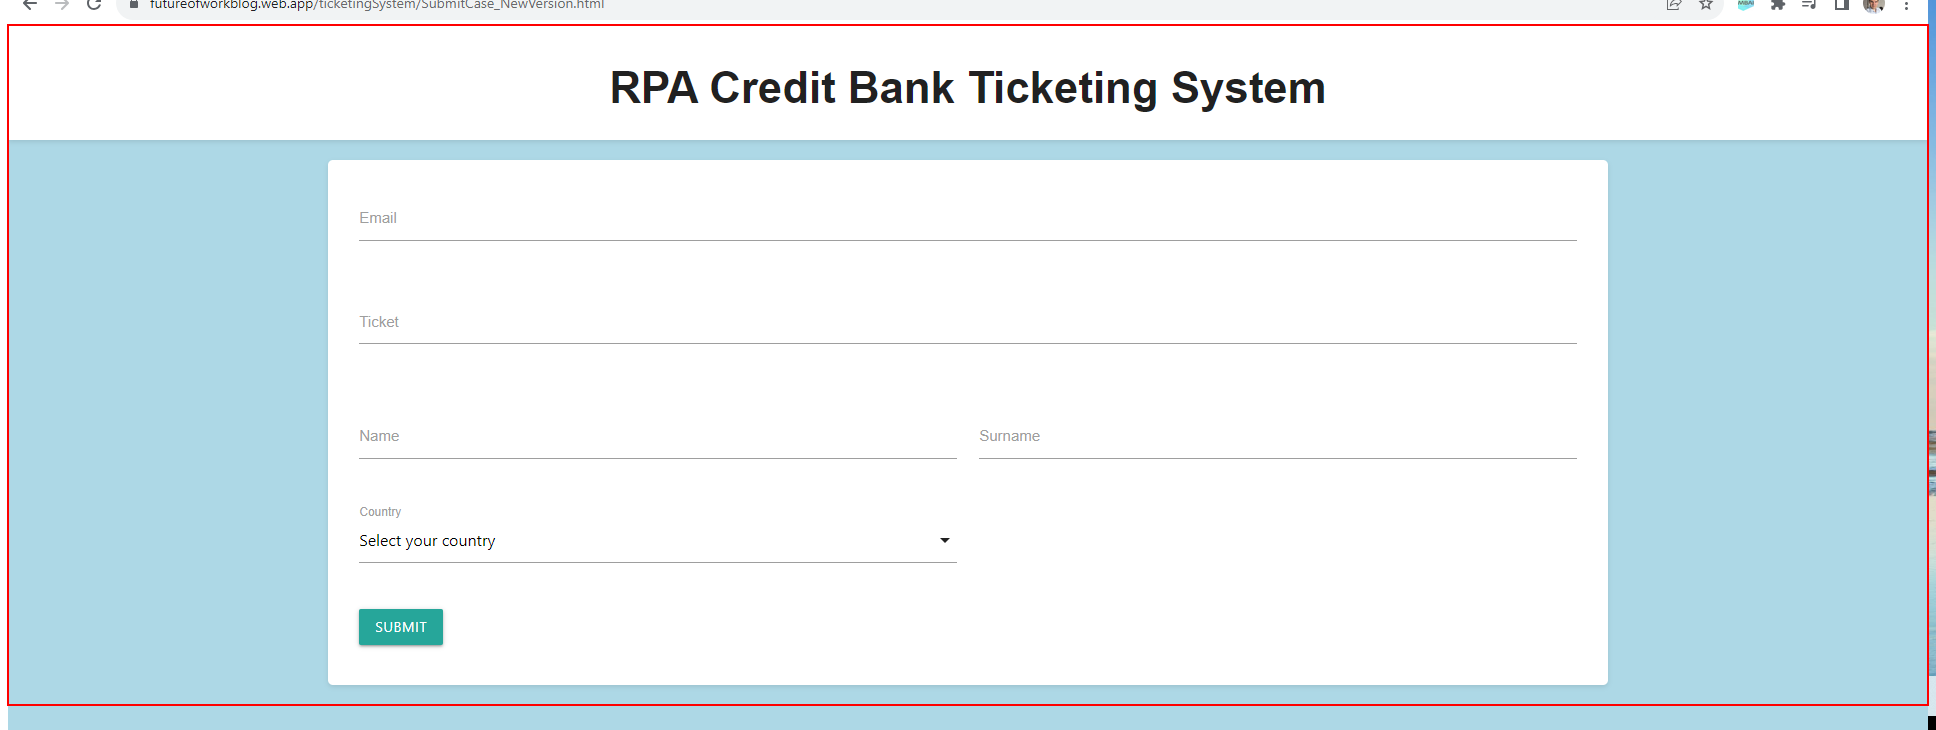 futureofworkblog.web.app/ticketingSystem/SubmitCase_NewVersion.html
RPA Credit Bank Ticketing System
Email
Ticket
Name Surname
Country
Select your country
SUBMIT